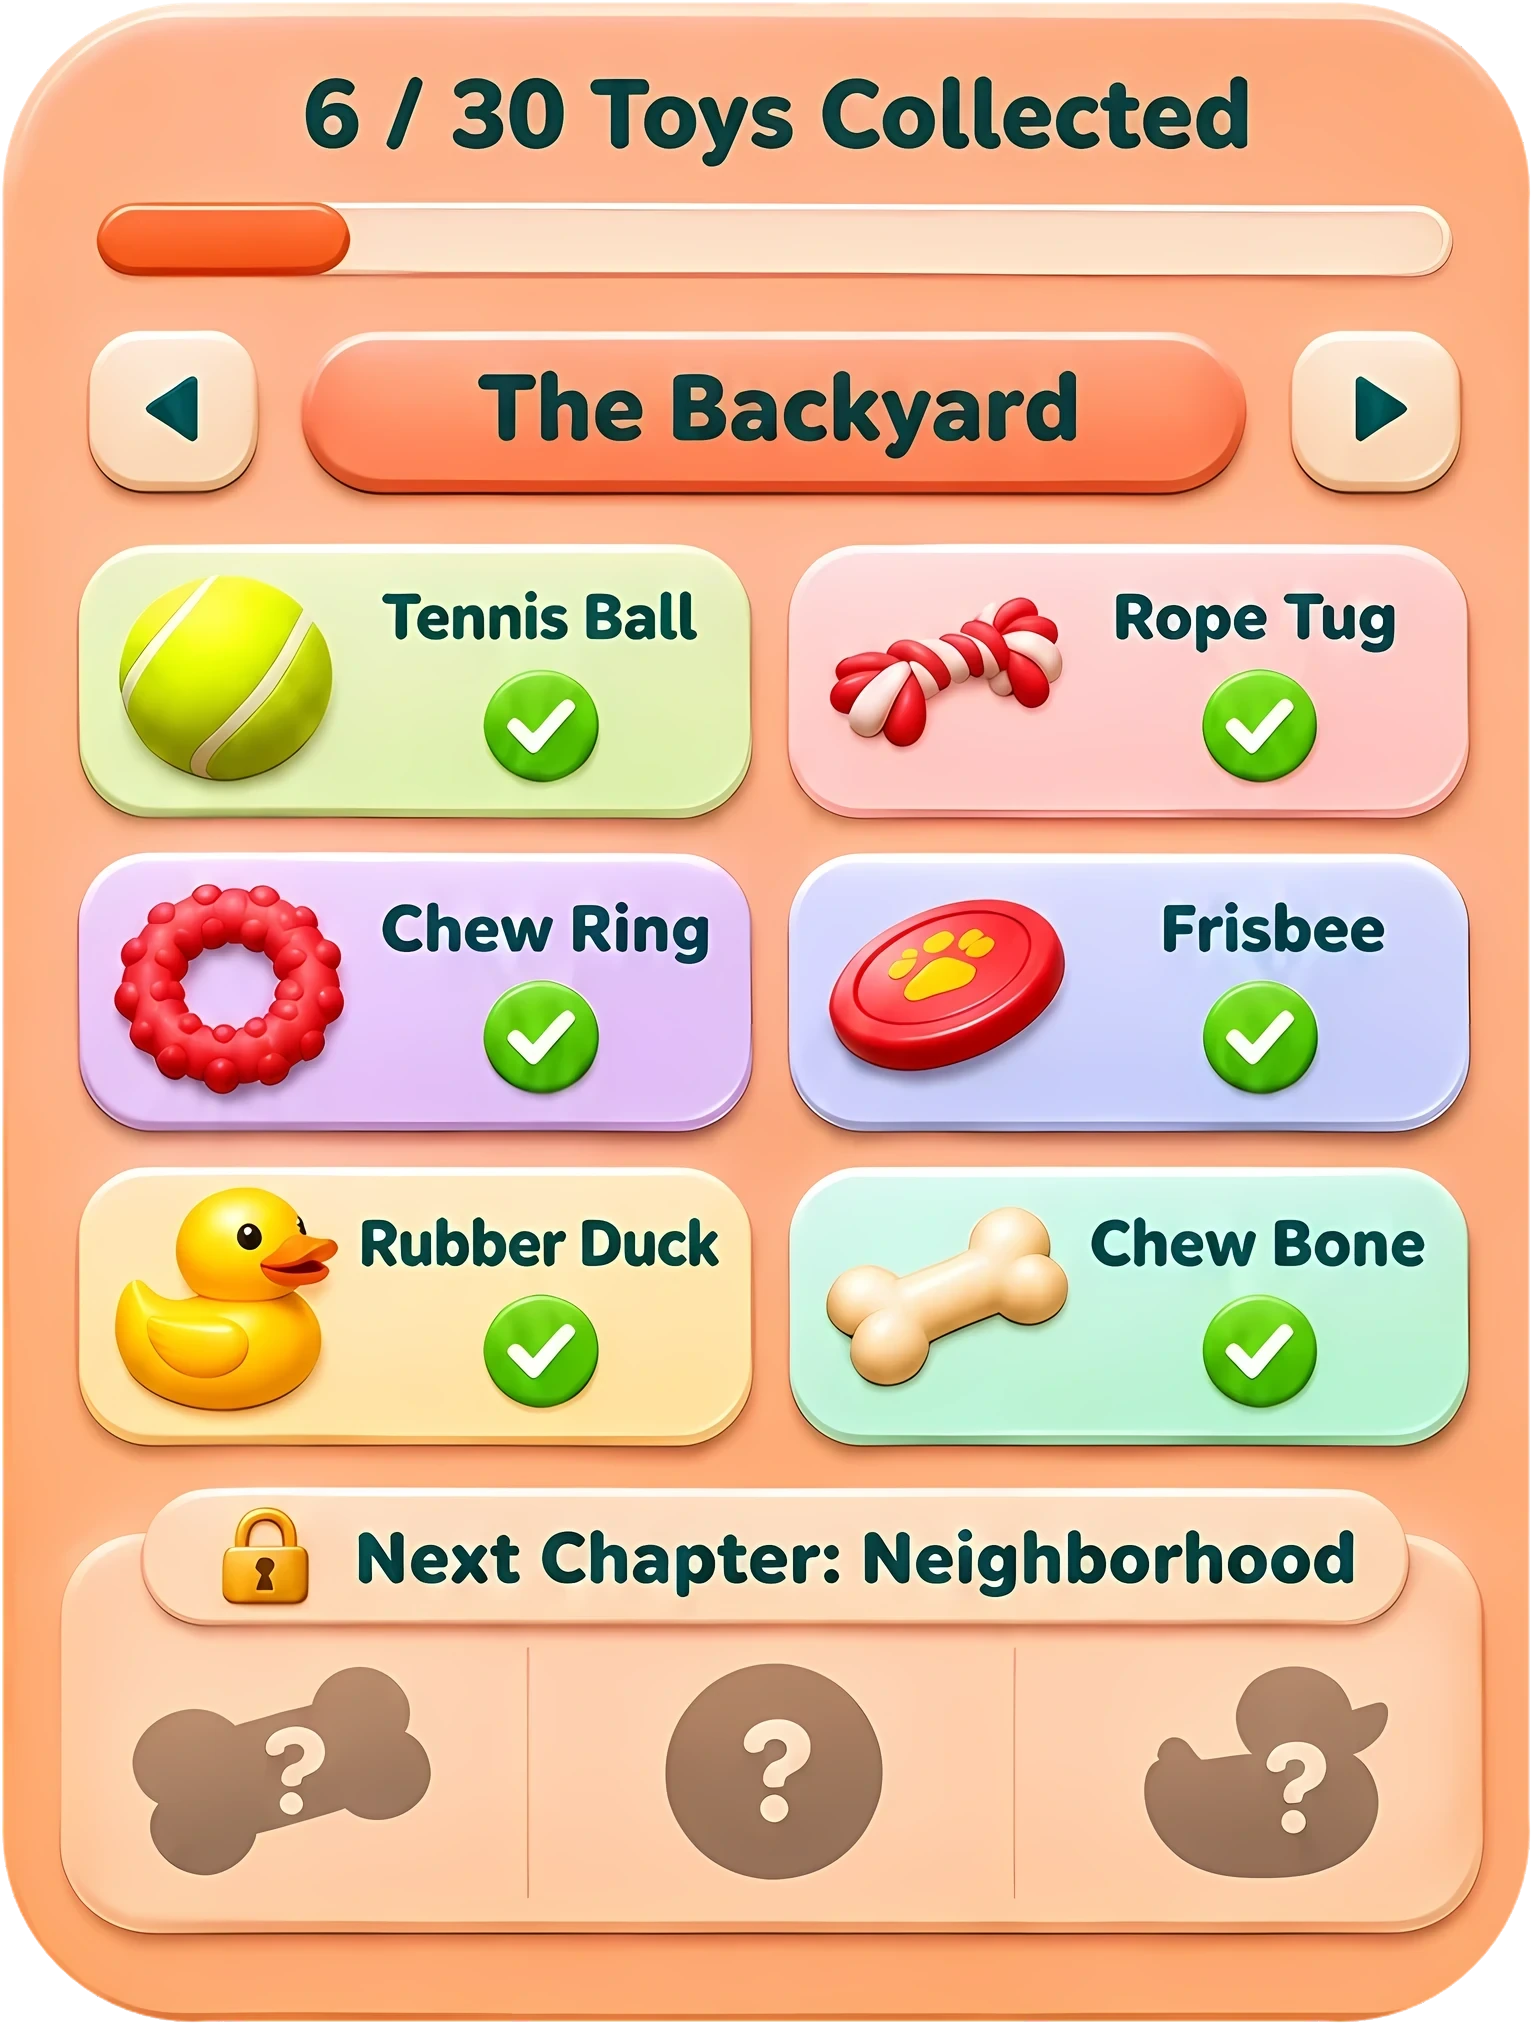 6 / 30 Toys Collected
The Backyard
Tennis Ball
Rope Tug
Chew Ring
Frisbee
Rubber Duck
Chew Bone
Next Chapter: Neighborhood
? ? ?